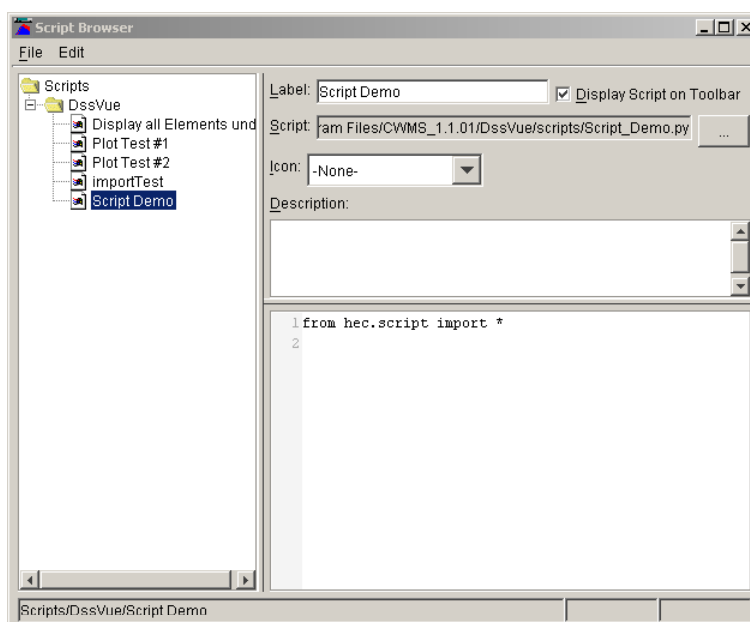 Script Browser
File Edit
Scripts
DssVue
Display all Elements und
Plot Test #1
Plot Test #2
importTest
Script Demo
Label: Script Demo
Display Script on Toolbar
Script: ram Files/CWMS_1.1.01/DssVue/scripts/Script_Demo.py ...
Icon: -None-
Description:
1 from hec.script import *
2
Scripts/DssVue/Script Demo